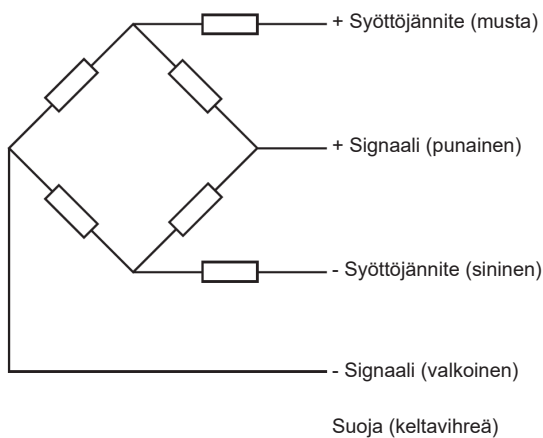 + Syöttöjännite (musta)
+ Signaali (punainen)
- Syöttöjännite (sininen)
- Signaali (valkoinen)
Suoja (keltavihreä)